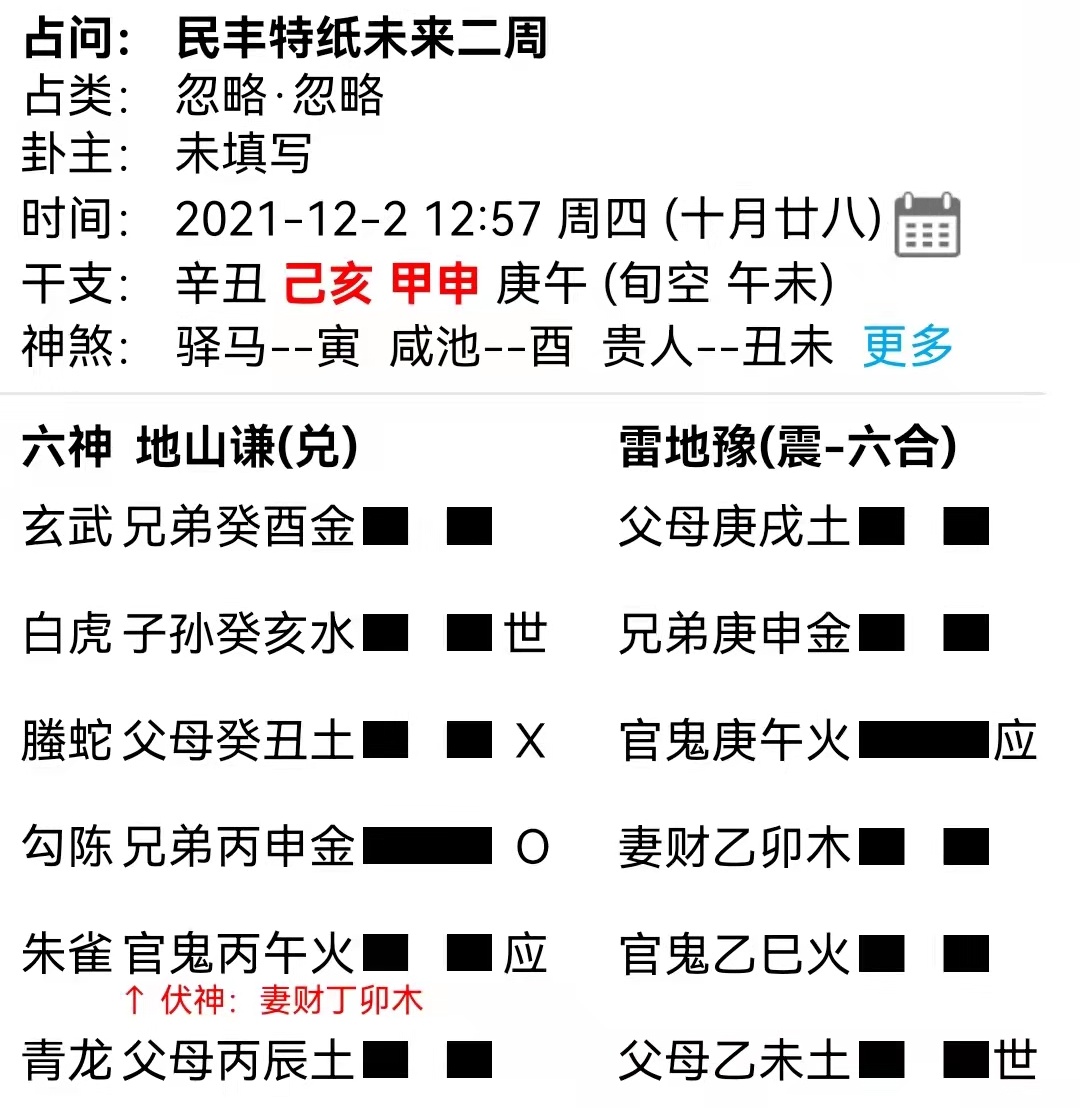 占问： 民丰特纸未来二周
占类： 忽略·忽略
卦主： 未填写
时间： 2021-12-2 12:57 周四 (十月廿八)
干支： 辛丑 己亥 甲申 庚午 (旬空 午未)
神煞： 驿马--寅 咸池--酉 贵人--丑未 更多
六神 地山谦(兑) 雷地豫(震-六合)
玄武 兄弟癸酉金 父母庚戌土
白虎 子孙癸亥水 世 兄弟庚申金
螣蛇 父母癸丑土 X 官鬼庚午火 应
勾陈 兄弟丙申金 O 妻财乙卯木
朱雀 官鬼丙午火 应 官鬼乙巳火
↑ 伏神：妻财丁卯木
青龙 父母丙辰土 父母乙未土 世